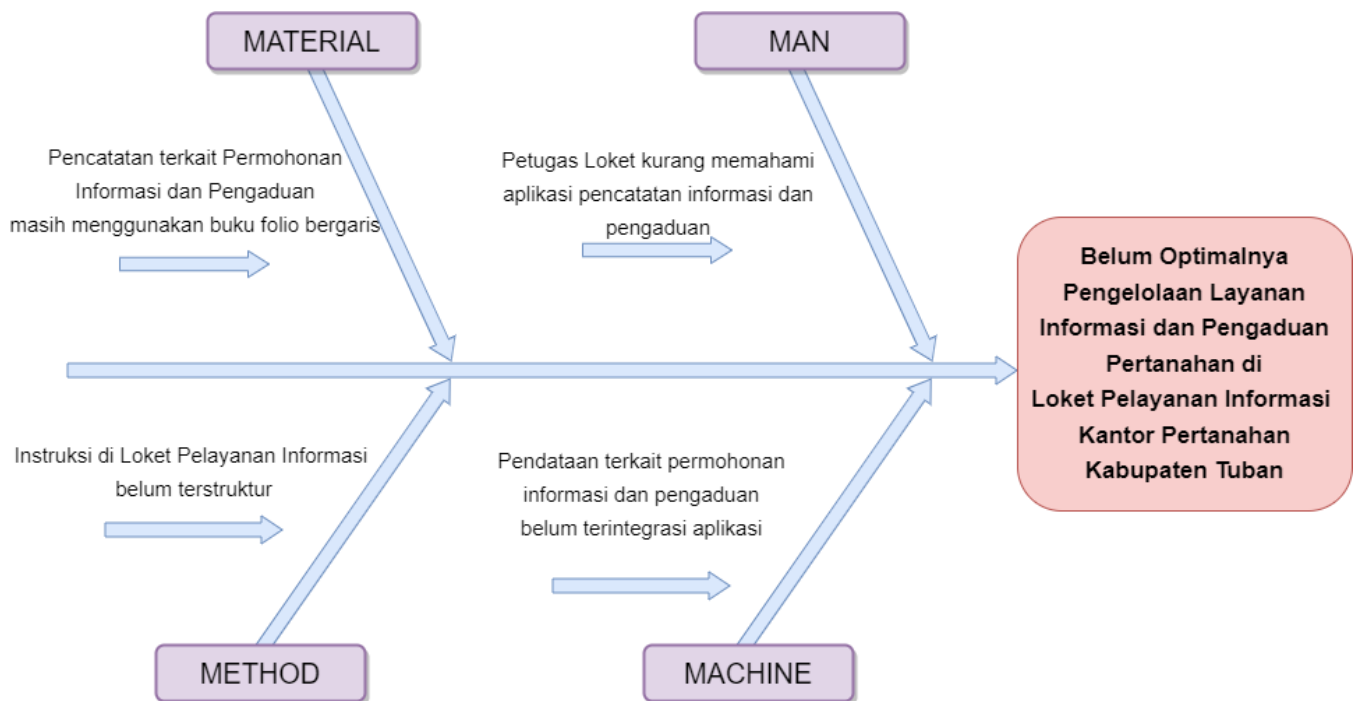 MATERIAL
MAN
Pencatatan terkait Permohonan
Informasi dan Pengaduan
masih menggunakan buku folio bergaris
Petugas Loket kurang memahami
aplikasi pencatatan informasi dan
pengaduan
Belum Optimalnya
Pengelolaan Layanan
Informasi dan Pengaduan
Pertanahan di
Loket Pelayanan Informasi
Kantor Pertanahan
Kabupaten Tuban
Instruksi di Loket Pelayanan Informasi
belum terstruktur
Pendataan terkait permohonan
informasi dan pengaduan
belum terintegrasi aplikasi
METHOD
MACHINE